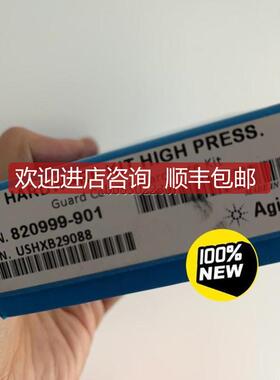 HIGH PRESS.
Guard
Kit
欢迎进店咨询 顺丰包邮
N. 820999-901
N. USHXB29088
Agi
100%
NEW